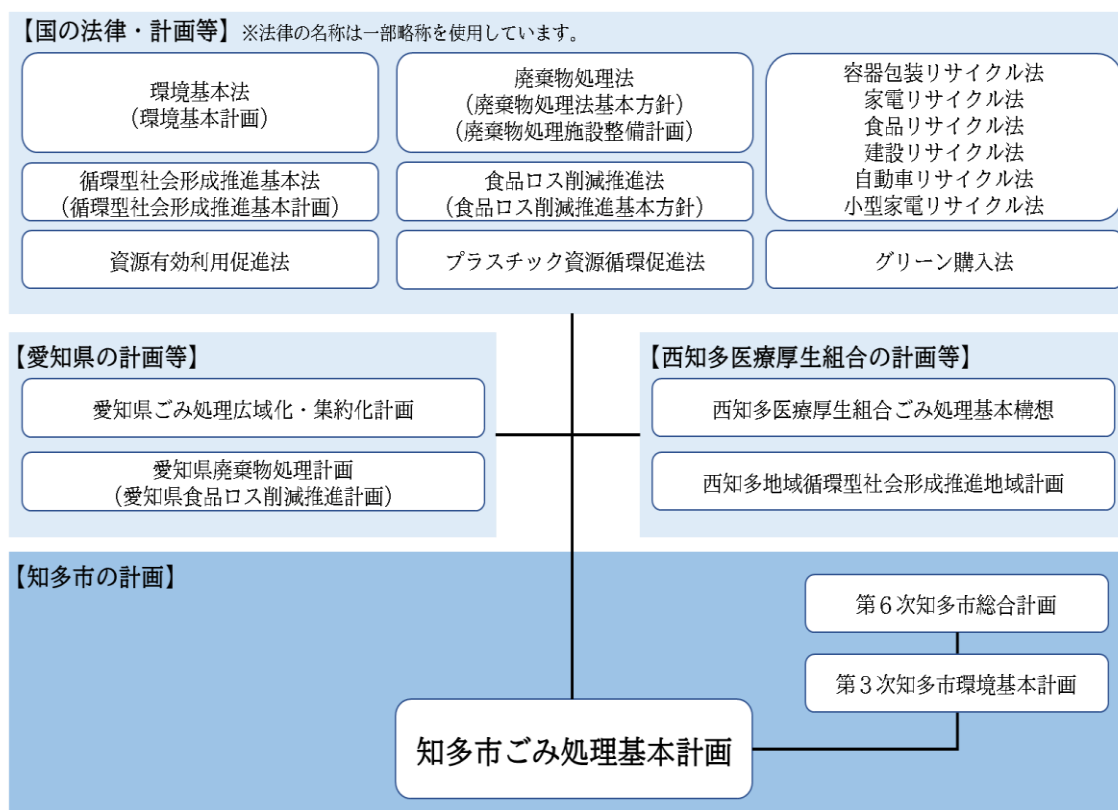 【国の法律・計画等】 ※法律の名称は一部略称を使用しています。
環境基本法
(環境基本計画)
廃棄物処理法
(廃棄物処理法基本方針)
(廃棄物処理施設整備計画)
容器包装リサイクル法
家電リサイクル法
食品リサイクル法
建設リサイクル法
自動車リサイクル法
小型家電リサイクル法
循環型社会形成推進基本法
(循環型社会形成推進基本計画)
食品ロス削減推進法
(食品ロス削減推進基本方針)
資源有効利用促進法
プラスチック資源循環促進法
グリーン購入法
【愛知県の計画等】
愛知県ごみ処理広域化・集約化計画
愛知県廃棄物処理計画
(愛知県食品ロス削減推進計画)
【西知多医療厚生組合の計画等】
西知多医療厚生組合ごみ処理基本構想
西知多地域循環型社会形成推進地域計画
【知多市の計画】
第6次知多市総合計画
第3次知多市環境基本計画
知多市ごみ処理基本計画